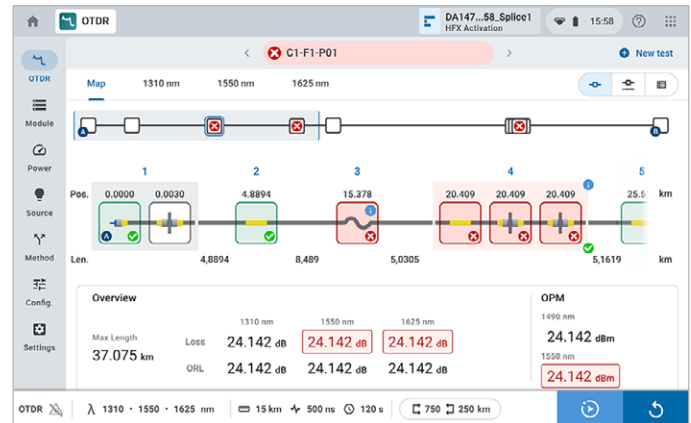 OTDR
DA147...58_Splice1
HFX Activation
15:58
C1-F1-P01
New test
OTDR
Map
1310 nm
1550 nm
1625 nm
Module
A
B
Power
1
2
3
4
5
Pos.
0.0000
0.0030
4.8894
15.378
20.409
20.409
20.409
25.5
km
Source
A
Method
Len.
4,8894
8,489
5,0305
5,1619
km
Config.
Overview
OPM
1310 nm
1550 nm
1625 nm
1490 nm
Max Length
37.075 km
Loss
24.142 dB
24.142 dB
24.142 dB
24.142 dBm
Settings
1550 nm
ORL
24.142 dB
24.142 dB
24.142 dB
24.142 dBm
OTDR
λ 1310 · 1550 · 1625 nm
15 km
500 ns
120 s
750
250 km